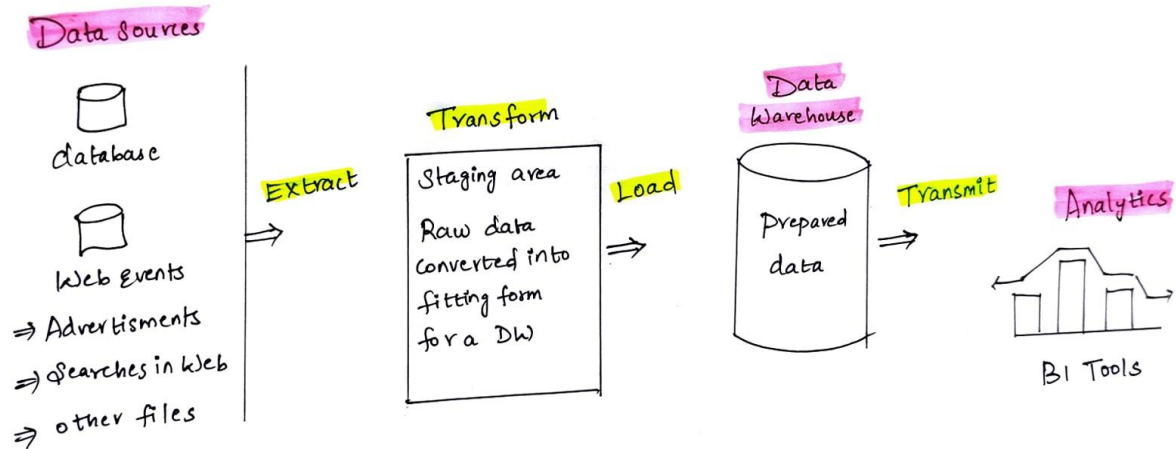 Data Sources
database
Web Events
⇒ Advertisments
⇒ Searches in Web
⇒ other files
Extract
⇒
Transform
Staging area
Raw data
converted into
fitting form
for a DW
Load
⇒
Data
Warehouse
Prepared
data
Transmit
⇒
Analytics
BI Tools